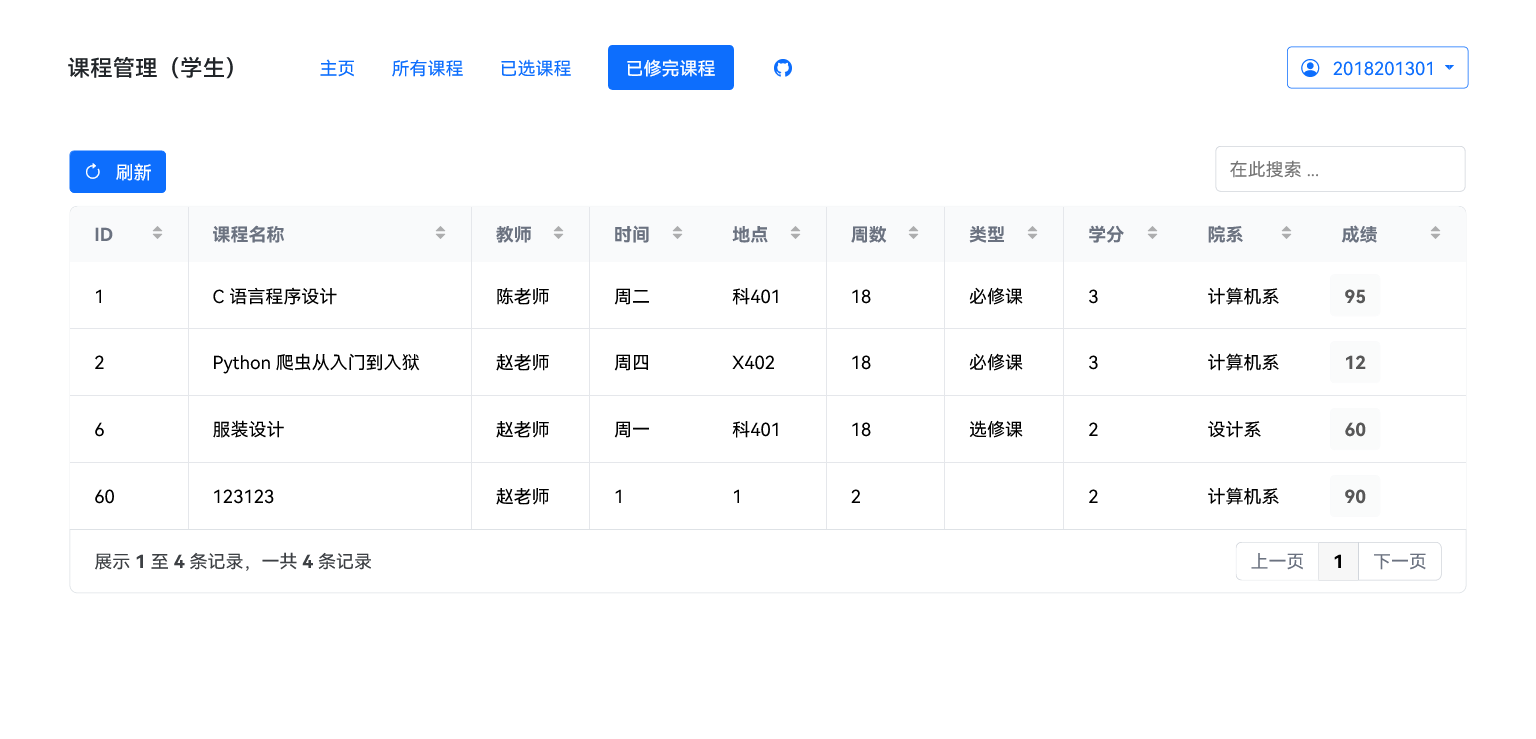 课程管理（学生） 主页 所有课程 已选课程 已修完课程 2018201301
刷新 在此搜索 ...
ID 课程名称 教师 时间 地点 周数 类型 学分 院系 成绩
1 C 语言程序设计 陈老师 周二 科401 18 必修课 3 计算机系 95
2 Python 爬虫从入门到入狱 赵老师 周四 X402 18 必修课 3 计算机系 12
6 服装设计 赵老师 周一 科401 18 选修课 2 设计系 60
60 123123 赵老师 1 1 2 2 计算机系 90
展示 1 至 4 条记录，一共 4 条记录 上一页 1 下一页